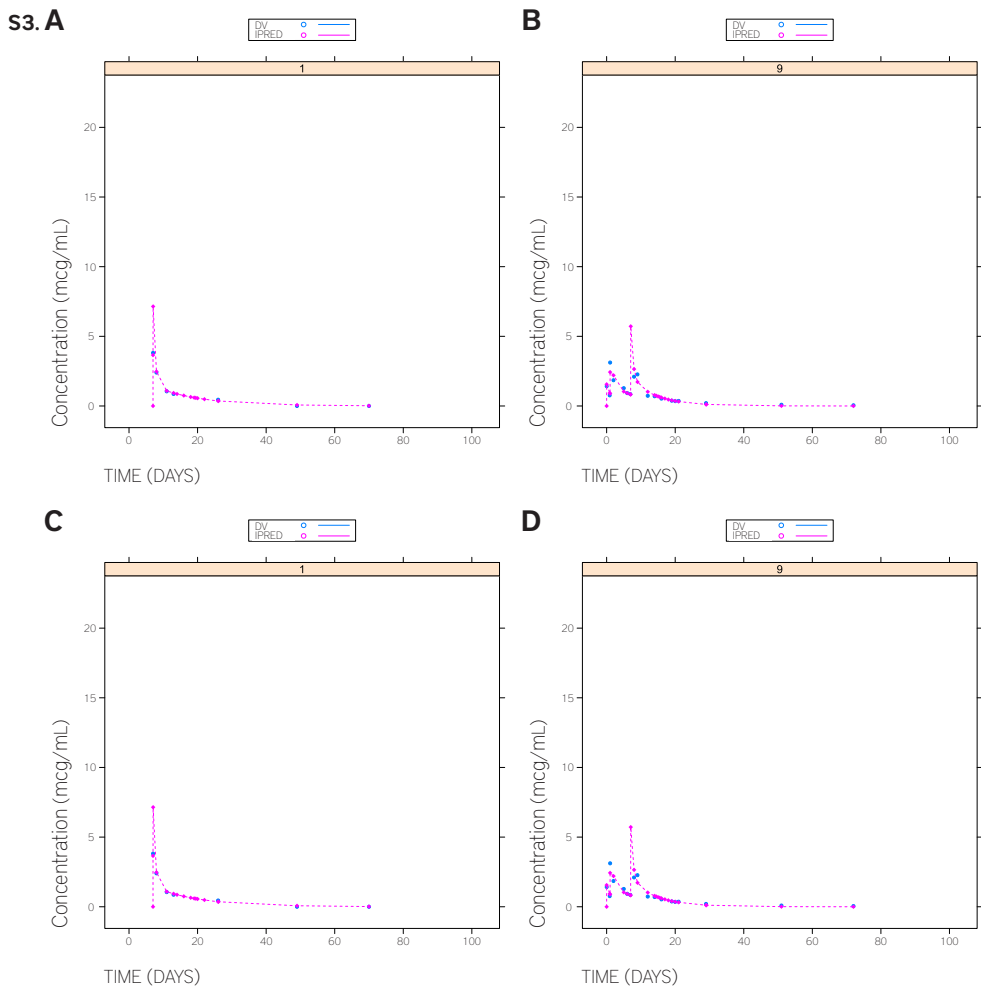 S3. A
DV
IPRED
1
20
15
10
5
0
Concentration (mcg/mL)
0 20 40 60 80 100
TIME (DAYS)
B
DV
IPRED
9
20
15
10
5
0
Concentration (mcg/mL)
0 20 40 60 80 100
TIME (DAYS)
C
DV
IPRED
1
20
15
10
5
0
Concentration (mcg/mL)
0 20 40 60 80 100
TIME (DAYS)
D
DV
IPRED
9
20
15
10
5
0
Concentration (mcg/mL)
0 20 40 60 80 100
TIME (DAYS)